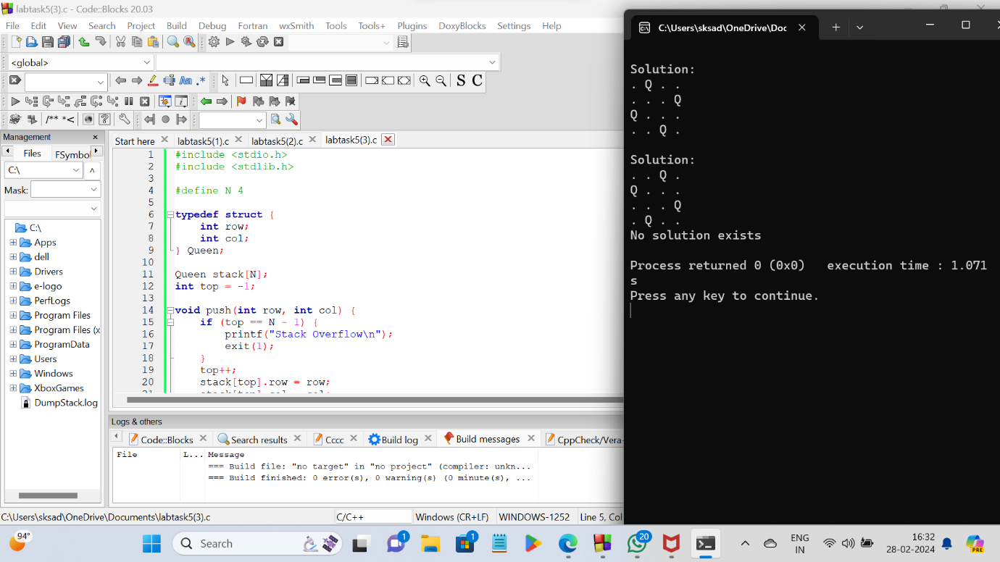 labtask5(3).c - Code::Blocks 20.03
File Edit View Search Project Build Debug Fortran wxSmith Tools Tools+ Plugins DoxyBlocks Settings Help
<global>
S C
/** *<
Management
Files FSymbol
C:\
Mask:
C:\
Apps
dell
Drivers
e-logo
PerfLogs
Program Files
Program Files (x
ProgramData
Users
Windows
XboxGames
DumpStack.log
Start here labtask5(1).c labtask5(2).c labtask5(3).c
1 #include <stdio.h>
2 #include <stdlib.h>
3
4 #define N 4
5
6 typedef struct {
7 int row;
8 int col;
9 } Queen;
10
11 Queen stack[N];
12 int top = -1;
13
14 void push(int row, int col) {
15 if (top == N - 1) {
16 printf("Stack Overflow\n");
17 exit(1);
18 }
19 top++;
20 stack[top].row = row;
Logs & others
Code::Blocks Search results Cccc Build log Build messages CppCheck/Vera
File L... Message
=== Build file: "no target" in "no project" (compiler: unkn...
=== Build finished: 0 error(s), 0 warning(s) (0 minute(s), ...
C:\Users\sksad\OneDrive\Documents\labtask5(3).c C/C++ Windows (CR+LF) WINDOWS-1252 Line 5, Col
C:\Users\sksad\OneDrive\Doc
Solution:
. Q . .
. . . Q
Q . . .
. . Q .
Solution:
. . Q .
Q . . .
. . . Q
. Q . .
No solution exists
Process returned 0 (0x0) execution time : 1.071
s
Press any key to continue.
94°
Search
1
1
20
PRE
ENG
IN
16:32
28-02-2024